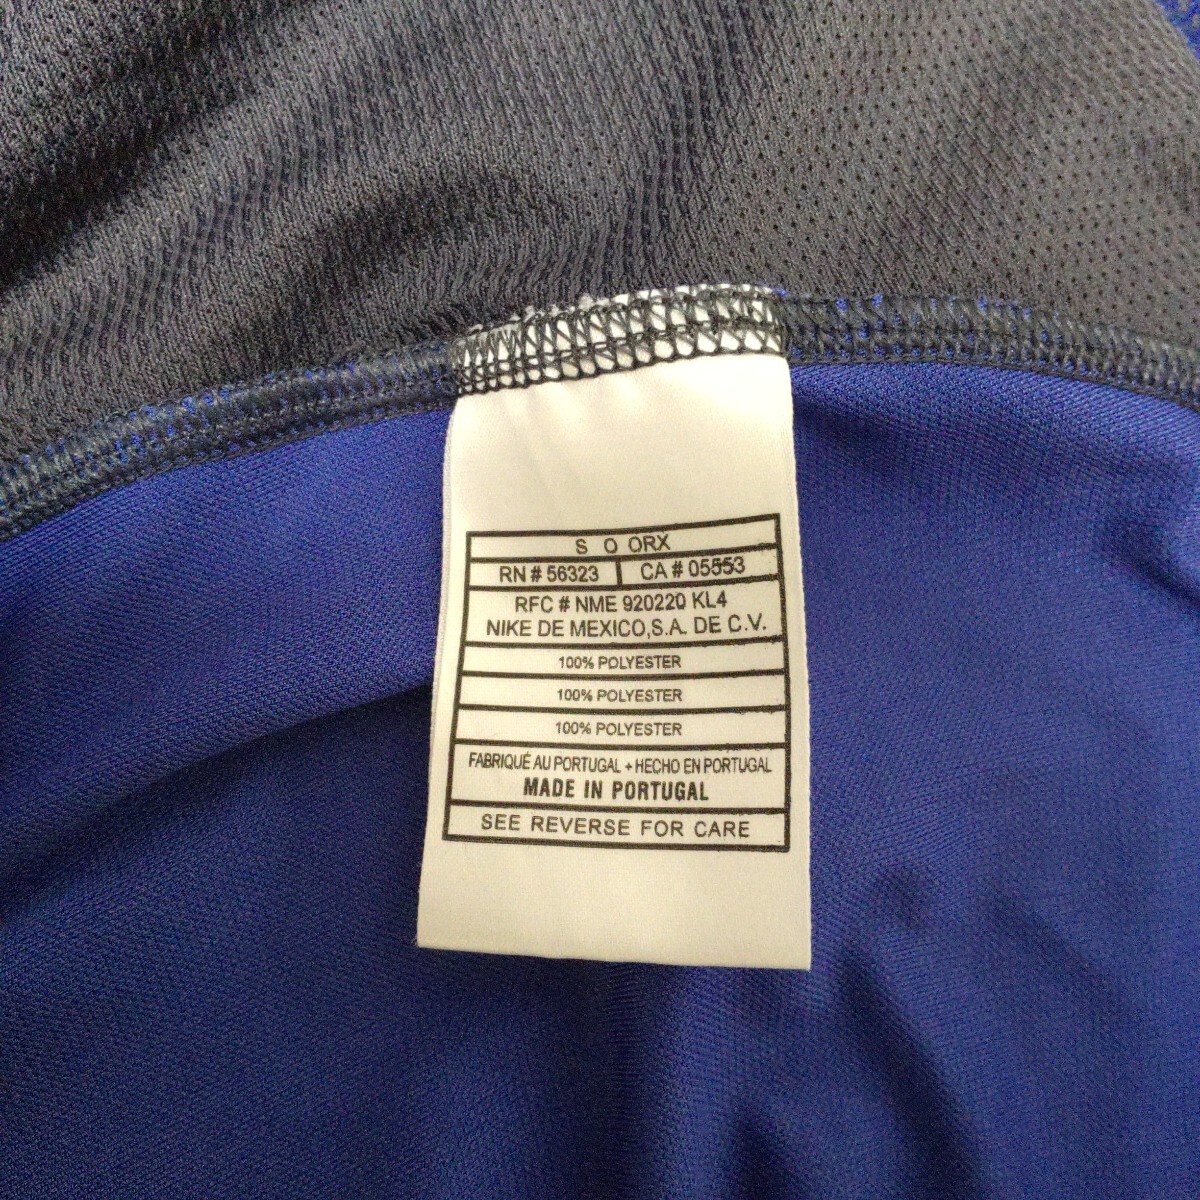 S O ORX
RN # 56323 CA # 05553
RFC # NME 920220 KL4
NIKE DE MEXICO,S.A. DE C.V.
100% POLYESTER
100% POLYESTER
100% POLYESTER
FABRIQUÉ AU PORTUGAL + HECHO EN PORTUGAL
MADE IN PORTUGAL
SEE REVERSE FOR CARE